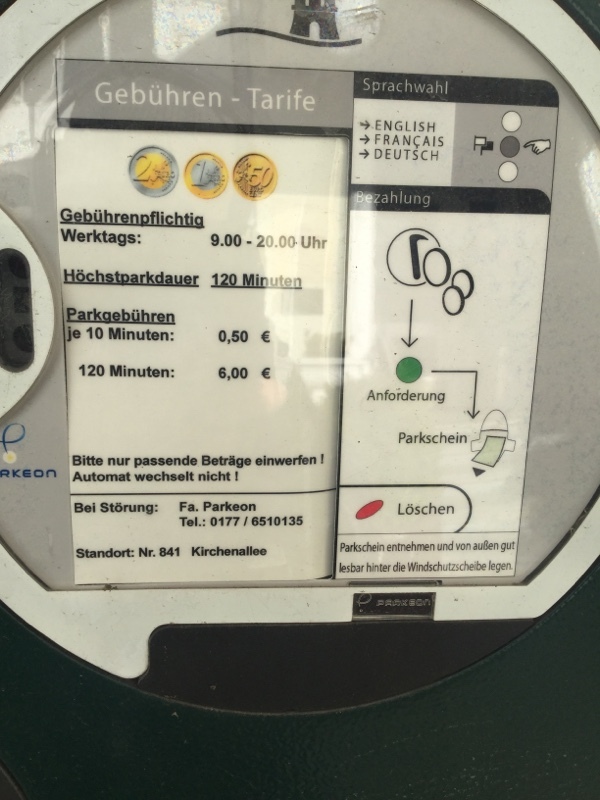 Gebühren - Tarife
2 1 50
Gebührenpflichtig
Werktags: 9.00 - 20.00 Uhr
Höchstparkdauer 120 Minuten
Parkgebühren
je 10 Minuten: 0,50 €
120 Minuten: 6,00 €
Bitte nur passende Beträge einwerfen !
Automat wechselt nicht !
Bei Störung: Fa. Parkeon
Tel.: 0177 / 6510135
Standort: Nr. 841 Kirchenallee
Sprachwahl
→ ENGLISH
→ FRANÇAIS
→ DEUTSCH
Bezahlung
Anforderung
Parkschein
Löschen
Parkschein entnehmen und von außen gut
lesbar hinter die Windschutzscheibe legen.
PARKEON